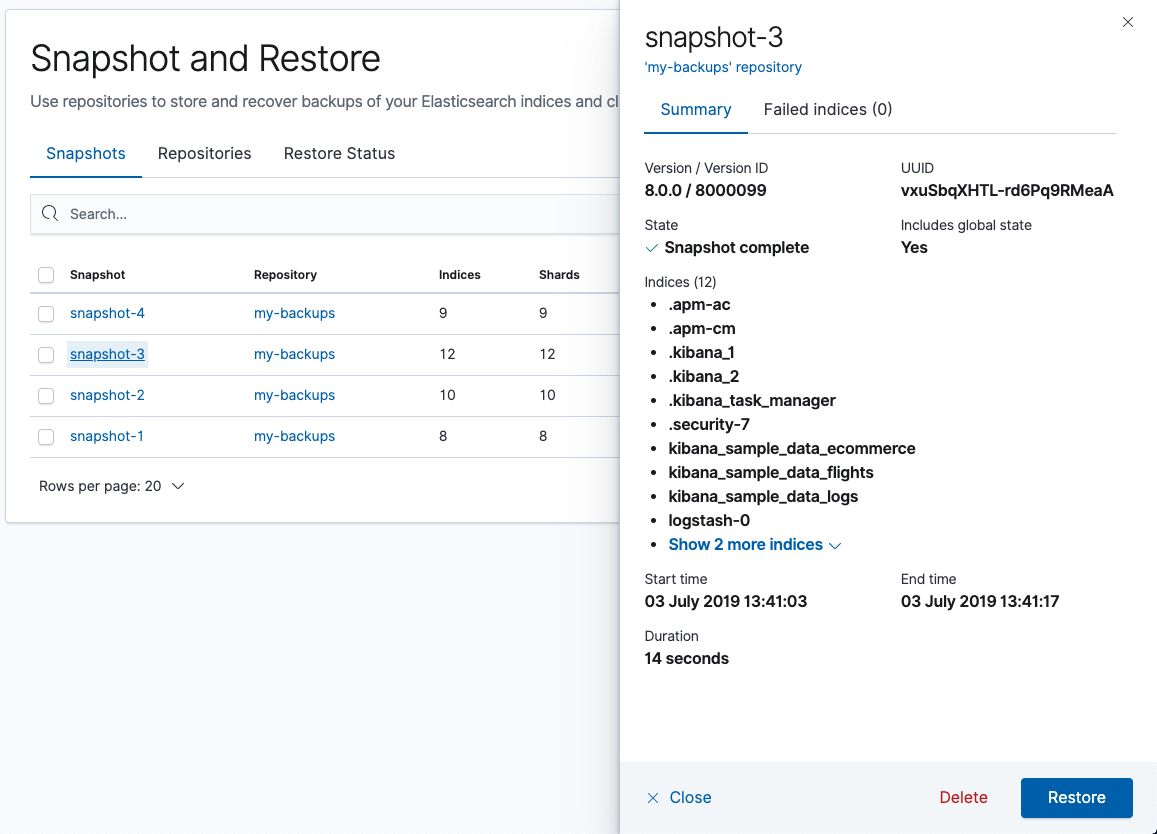 Snapshot and Restore
Use repositories to store and recover backups of your Elasticsearch indices and cl
Snapshots Repositories Restore Status
Search...
Snapshot Repository Indices Shards
snapshot-4 my-backups 9 9
snapshot-3 my-backups 12 12
snapshot-2 my-backups 10 10
snapshot-1 my-backups 8 8
Rows per page: 20
snapshot-3
'my-backups' repository
Summary Failed indices (0)
Version / Version ID UUID
8.0.0 / 8000099 vxuSbqXHTL-rd6Pq9RMeaA
State Includes global state
Snapshot complete Yes
Indices (12)
• .apm-ac
• .apm-cm
• .kibana_1
• .kibana_2
• .kibana_task_manager
• .security-7
• kibana_sample_data_ecommerce
• kibana_sample_data_flights
• kibana_sample_data_logs
• logstash-0
• Show 2 more indices
Start time End time
03 July 2019 13:41:03 03 July 2019 13:41:17
Duration
14 seconds
Close Delete Restore